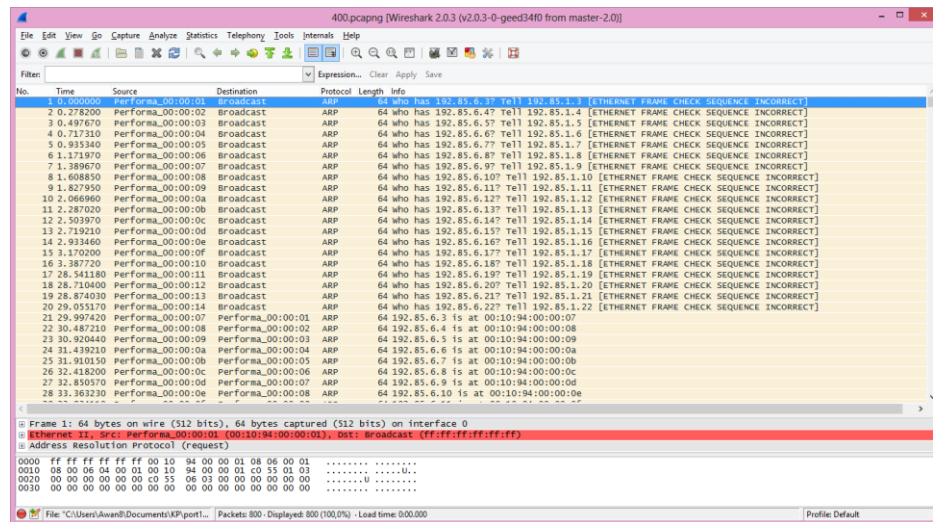 400.pcapng [Wireshark 2.0.3 (v2.0.3-0-geed34f0 from master-2.0)]
File Edit View Go Capture Analyze Statistics Telephony Tools Internals Help
Filter: Expression... Clear Apply Save
No. Time Source Destination Protocol Length Info
1 0.000000 Performa_00:00:01 Broadcast ARP 64 Who has 192.85.6.3? Tell 192.85.1.3 [ETHERNET FRAME CHECK SEQUENCE INCORRECT]
2 0.278200 Performa_00:00:02 Broadcast ARP 64 Who has 192.85.6.4? Tell 192.85.1.4 [ETHERNET FRAME CHECK SEQUENCE INCORRECT]
3 0.497670 Performa_00:00:03 Broadcast ARP 64 Who has 192.85.6.5? Tell 192.85.1.5 [ETHERNET FRAME CHECK SEQUENCE INCORRECT]
4 0.717310 Performa_00:00:04 Broadcast ARP 64 Who has 192.85.6.6? Tell 192.85.1.6 [ETHERNET FRAME CHECK SEQUENCE INCORRECT]
5 0.935340 Performa_00:00:05 Broadcast ARP 64 Who has 192.85.6.7? Tell 192.85.1.7 [ETHERNET FRAME CHECK SEQUENCE INCORRECT]
6 1.171970 Performa_00:00:06 Broadcast ARP 64 Who has 192.85.6.8? Tell 192.85.1.8 [ETHERNET FRAME CHECK SEQUENCE INCORRECT]
7 1.389670 Performa_00:00:07 Broadcast ARP 64 Who has 192.85.6.9? Tell 192.85.1.9 [ETHERNET FRAME CHECK SEQUENCE INCORRECT]
8 1.608850 Performa_00:00:08 Broadcast ARP 64 Who has 192.85.6.10? Tell 192.85.1.10 [ETHERNET FRAME CHECK SEQUENCE INCORRECT]
9 1.827950 Performa_00:00:09 Broadcast ARP 64 Who has 192.85.6.11? Tell 192.85.1.11 [ETHERNET FRAME CHECK SEQUENCE INCORRECT]
10 2.066960 Performa_00:00:0a Broadcast ARP 64 Who has 192.85.6.12? Tell 192.85.1.12 [ETHERNET FRAME CHECK SEQUENCE INCORRECT]
11 2.287020 Performa_00:00:0b Broadcast ARP 64 Who has 192.85.6.13? Tell 192.85.1.13 [ETHERNET FRAME CHECK SEQUENCE INCORRECT]
12 2.503970 Performa_00:00:0c Broadcast ARP 64 Who has 192.85.6.14? Tell 192.85.1.14 [ETHERNET FRAME CHECK SEQUENCE INCORRECT]
13 2.719210 Performa_00:00:0d Broadcast ARP 64 Who has 192.85.6.15? Tell 192.85.1.15 [ETHERNET FRAME CHECK SEQUENCE INCORRECT]
14 2.933460 Performa_00:00:0e Broadcast ARP 64 Who has 192.85.6.16? Tell 192.85.1.16 [ETHERNET FRAME CHECK SEQUENCE INCORRECT]
15 3.170200 Performa_00:00:0f Broadcast ARP 64 Who has 192.85.6.17? Tell 192.85.1.17 [ETHERNET FRAME CHECK SEQUENCE INCORRECT]
16 3.387720 Performa_00:00:10 Broadcast ARP 64 Who has 192.85.6.18? Tell 192.85.1.18 [ETHERNET FRAME CHECK SEQUENCE INCORRECT]
17 28.541180 Performa_00:00:11 Broadcast ARP 64 Who has 192.85.6.19? Tell 192.85.1.19 [ETHERNET FRAME CHECK SEQUENCE INCORRECT]
18 28.710400 Performa_00:00:12 Broadcast ARP 64 Who has 192.85.6.20? Tell 192.85.1.20 [ETHERNET FRAME CHECK SEQUENCE INCORRECT]
19 28.874030 Performa_00:00:13 Broadcast ARP 64 Who has 192.85.6.21? Tell 192.85.1.21 [ETHERNET FRAME CHECK SEQUENCE INCORRECT]
20 29.055170 Performa_00:00:14 Broadcast ARP 64 Who has 192.85.6.22? Tell 192.85.1.22 [ETHERNET FRAME CHECK SEQUENCE INCORRECT]
21 29.997420 Performa_00:00:07 Performa_00:00:01 ARP 64 192.85.6.3 is at 00:10:94:00:00:07
22 30.487210 Performa_00:00:08 Performa_00:00:02 ARP 64 192.85.6.4 is at 00:10:94:00:00:08
23 30.920440 Performa_00:00:09 Performa_00:00:03 ARP 64 192.85.6.5 is at 00:10:94:00:00:09
24 31.439210 Performa_00:00:0a Performa_00:00:04 ARP 64 192.85.6.6 is at 00:10:94:00:00:0a
25 31.910150 Performa_00:00:0b Performa_00:00:05 ARP 64 192.85.6.7 is at 00:10:94:00:00:0b
26 32.418200 Performa_00:00:0c Performa_00:00:06 ARP 64 192.85.6.8 is at 00:10:94:00:00:0c
27 32.850570 Performa_00:00:0d Performa_00:00:07 ARP 64 192.85.6.9 is at 00:10:94:00:00:0d
28 33.363230 Performa_00:00:0e Performa_00:00:08 ARP 64 192.85.6.10 is at 00:10:94:00:00:0e
Frame 1: 64 bytes on wire (512 bits), 64 bytes captured (512 bits) on interface 0
Ethernet II, Src: Performa_00:00:01 (00:10:94:00:00:01), Dst: Broadcast (ff:ff:ff:ff:ff:ff)
Address Resolution Protocol (request)
0000 ff ff ff ff ff ff 00 10 94 00 00 01 08 06 00 01 ........ ........
0010 08 00 06 04 00 01 00 10 94 00 00 01 c0 55 01 03 ........ .....U..
0020 00 00 00 00 00 00 c0 55 06 03 00 00 00 00 00 00 .......U ........
0030 00 00 00 00 00 00 00 00 00 00 00 00 00 00 00 00 ........ ........
File: "C:\Users\Awan8\Documents\KP\port1... Packets: 800 · Displayed: 800 (100,0%) · Load time: 0:00.000 Profile: Default